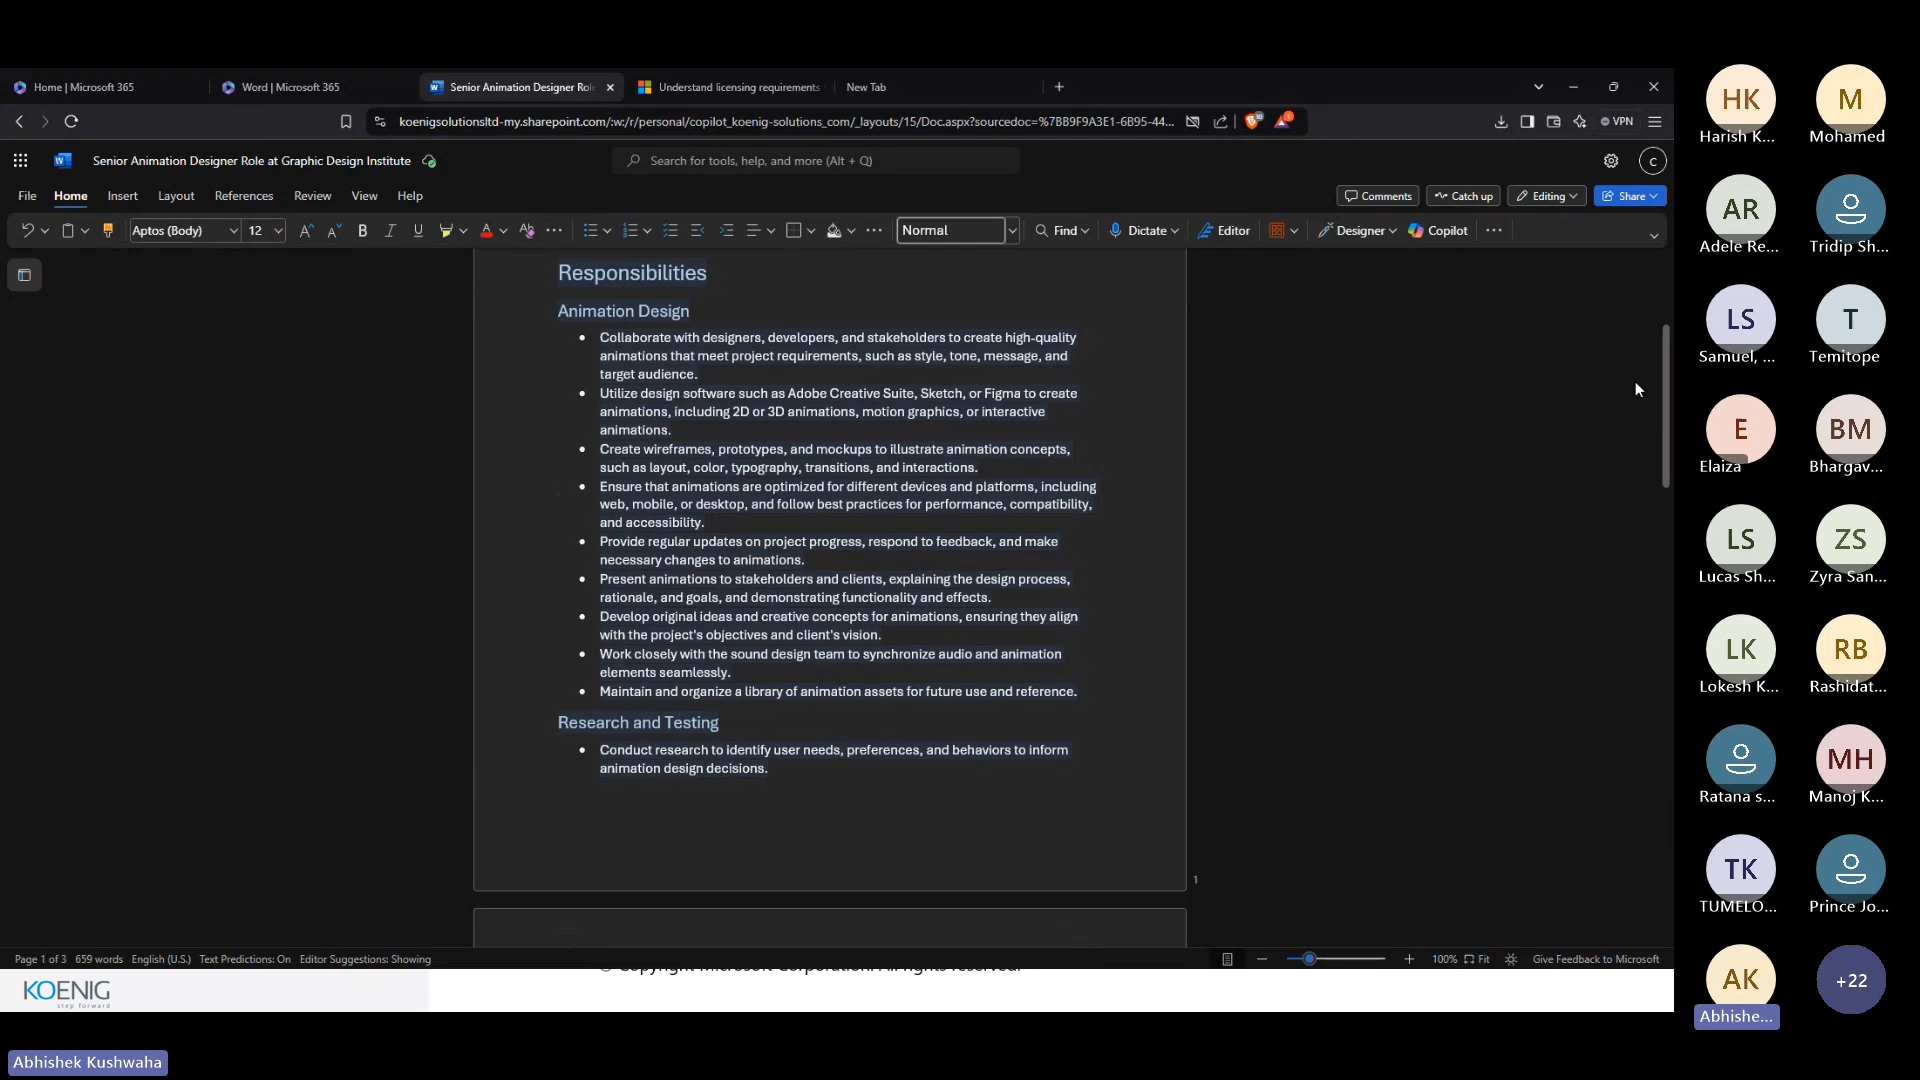 Home | Microsoft 365
Word | Microsoft 365
Senior Animation Designer Role
Understand licensing requirements
New Tab
koenigsolutionsltd-my.sharepoint.com/:w:/r/personal/copilot_koenig-solutions_com/_layouts/15/Doc.aspx?sourcedoc=%7BB9F9A3E1-6B95-44...
VPN
Senior Animation Designer Role at Graphic Design Institute
Search for tools, help, and more (Alt + Q)
C
File Home Insert Layout References Review View Help
Comments Catch up Editing Share
Aptos (Body) 12
Normal
Find Dictate Editor Designer Copilot
Responsibilities
Animation Design
• Collaborate with designers, developers, and stakeholders to create high-quality
animations that meet project requirements, such as style, tone, message, and
target audience.
• Utilize design software such as Adobe Creative Suite, Sketch, or Figma to create
animations, including 2D or 3D animations, motion graphics, or interactive
animations.
• Create wireframes, prototypes, and mockups to illustrate animation concepts,
such as layout, color, typography, transitions, and interactions.
• Ensure that animations are optimized for different devices and platforms, including
web, mobile, or desktop, and follow best practices for performance, compatibility,
and accessibility.
• Provide regular updates on project progress, respond to feedback, and make
necessary changes to animations.
• Present animations to stakeholders and clients, explaining the design process,
rationale, and goals, and demonstrating functionality and effects.
• Develop original ideas and creative concepts for animations, ensuring they align
with the project's objectives and client's vision.
• Work closely with the sound design team to synchronize audio and animation
elements seamlessly.
• Maintain and organize a library of animation assets for future use and reference.
Research and Testing
• Conduct research to identify user needs, preferences, and behaviors to inform
animation design decisions.
1
Page 1 of 3 659 words English (U.S.) Text Predictions: On Editor Suggestions: Showing
100% Fit Give Feedback to Microsoft
© Copyright Microsoft Corporation. All rights reserved.
KOENIG
step forward
Abhishek Kushwaha
HK M
Harish K... Mohamed
AR
Adele Re... Tridip Sh...
LS T
Samuel, ... Temitope
E BM
Elaiza Bhargav...
LS ZS
Lucas Sh... Zyra San...
LK RB
Lokesh K... Rashidat...
MH
Ratana s... Manoj K...
TK
TUMELO... Prince Jo...
AK +22
Abhishe...